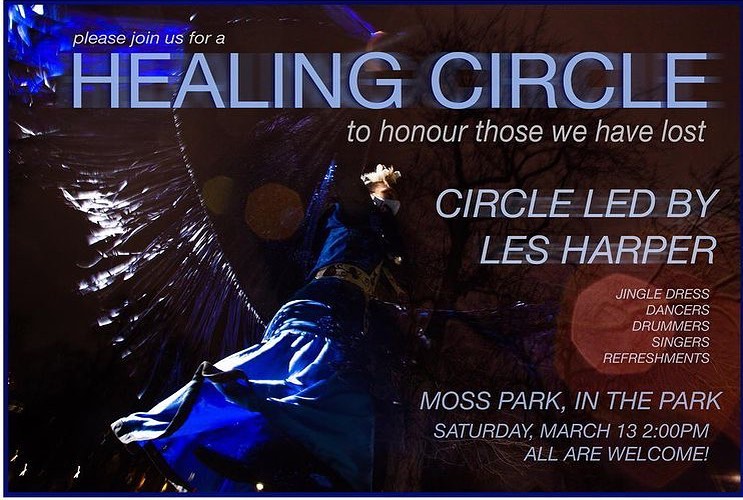 please join us for a
HEALING CIRCLE
to honour those we have lost
CIRCLE LED BY
LES HARPER
JINGLE DRESS
DANCERS
DRUMMERS
SINGERS
REFRESHMENTS
MOSS PARK, IN THE PARK
SATURDAY, MARCH 13 2:00PM
ALL ARE WELCOME!